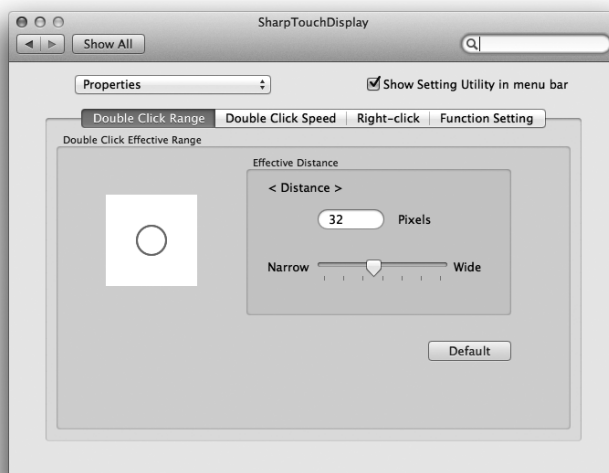 SharpTouchDisplay
Show All
Properties
Show Setting Utility in menu bar
Double Click Range Double Click Speed Right-click Function Setting
Double Click Effective Range
Effective Distance
< Distance >
32 Pixels
Narrow Wide
Default